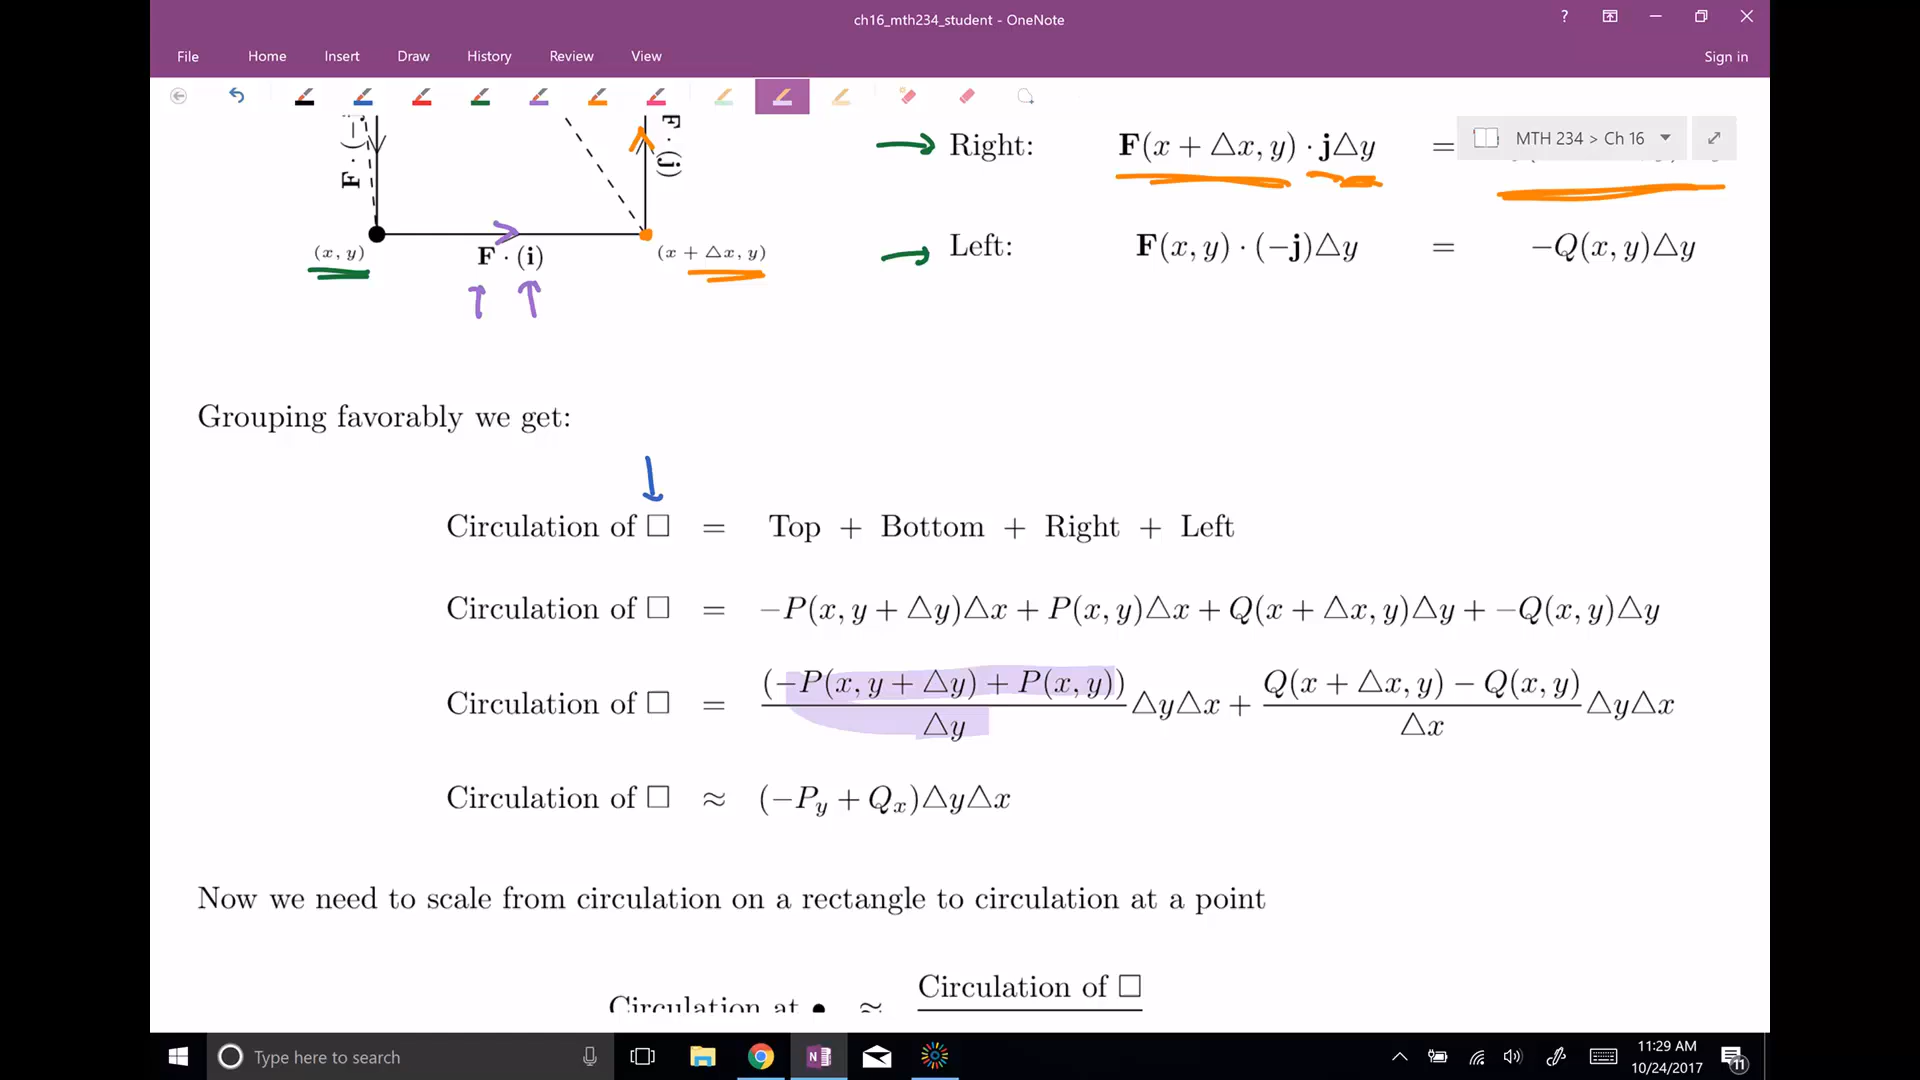 ch16_mth234_student - OneNote
?
File Home Insert Draw History Review View Sign in
F · (−j
F · (j)
Right: F(x + △x, y) · j△y =
MTH 234 > Ch 16
(x, y) F · (i) (x + △x, y)
Left: F(x, y) · (−j)△y = −Q(x, y)△y
Grouping favorably we get:
Circulation of □ = Top + Bottom + Right + Left
Circulation of □ = −P(x, y + △y)△x + P(x, y)△x + Q(x + △x, y)△y + −Q(x, y)△y
Circulation of □ = (−P(x, y + △y) + P(x, y)) / △y △y△x + Q(x + △x, y) − Q(x, y) / △x △y△x
Circulation of □ ≈ (−P_y + Q_x)△y△x
Now we need to scale from circulation on a rectangle to circulation at a point
Circulation at • ≈ Circulation of □
Type here to search
11:29 AM
10/24/2017
11